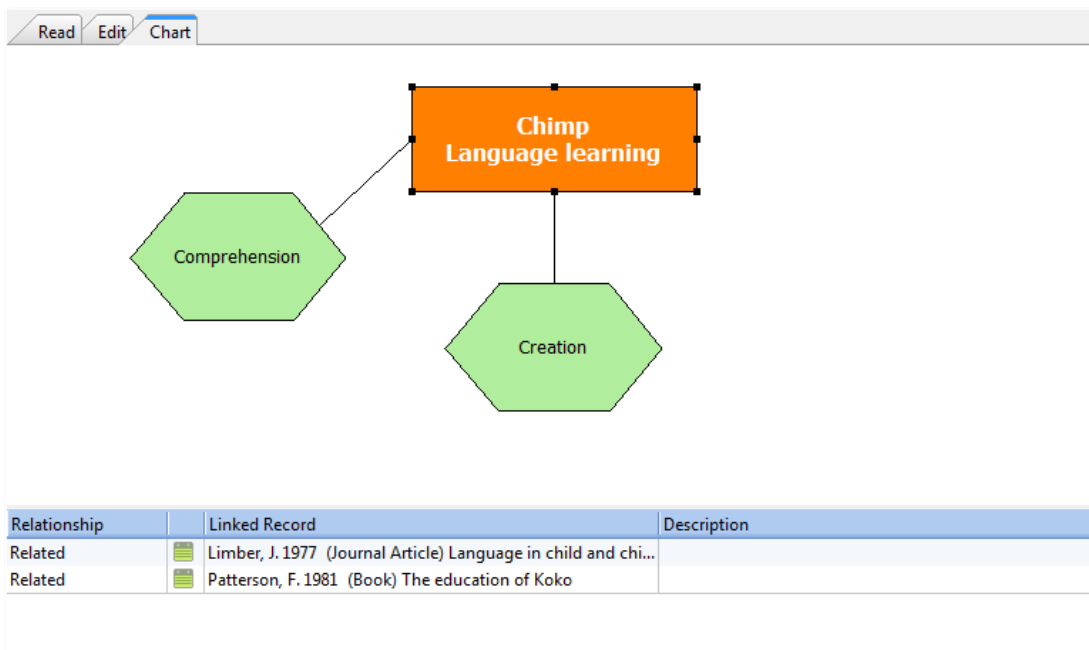 Read Edit Chart
Chimp
Language learning
Comprehension
Creation
Relationship Linked Record Description
Related Limber, J. 1977 (Journal Article) Language in child and chi...
Related Patterson, F. 1981 (Book) The education of Koko